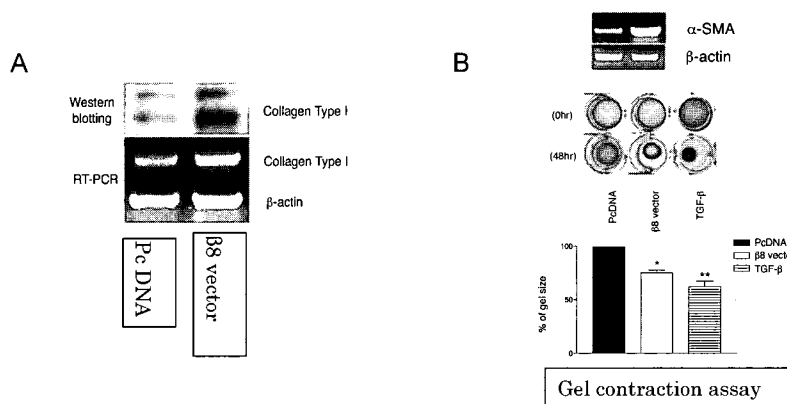 A
Western
blotting
Collagen Type I
RT-PCR
Collagen Type I
β-actin
Pc DNA
β8 vector
B
α-SMA
β-actin
(0hr)
(48hr)
PcDNA
β8 vector
TGF-β
% of gel size
100
50
0
*
**
PcDNA
β8 vecto
TGF-β
Gel contraction assay